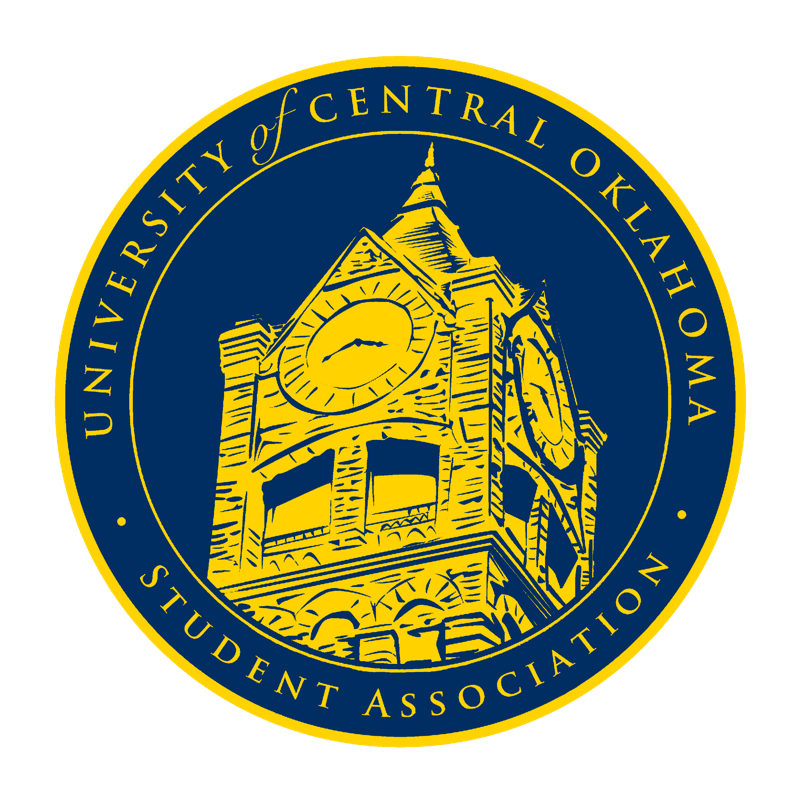 UNIVERSITY of CENTRAL OKLAHOMA
• STUDENT ASSOCIATION •